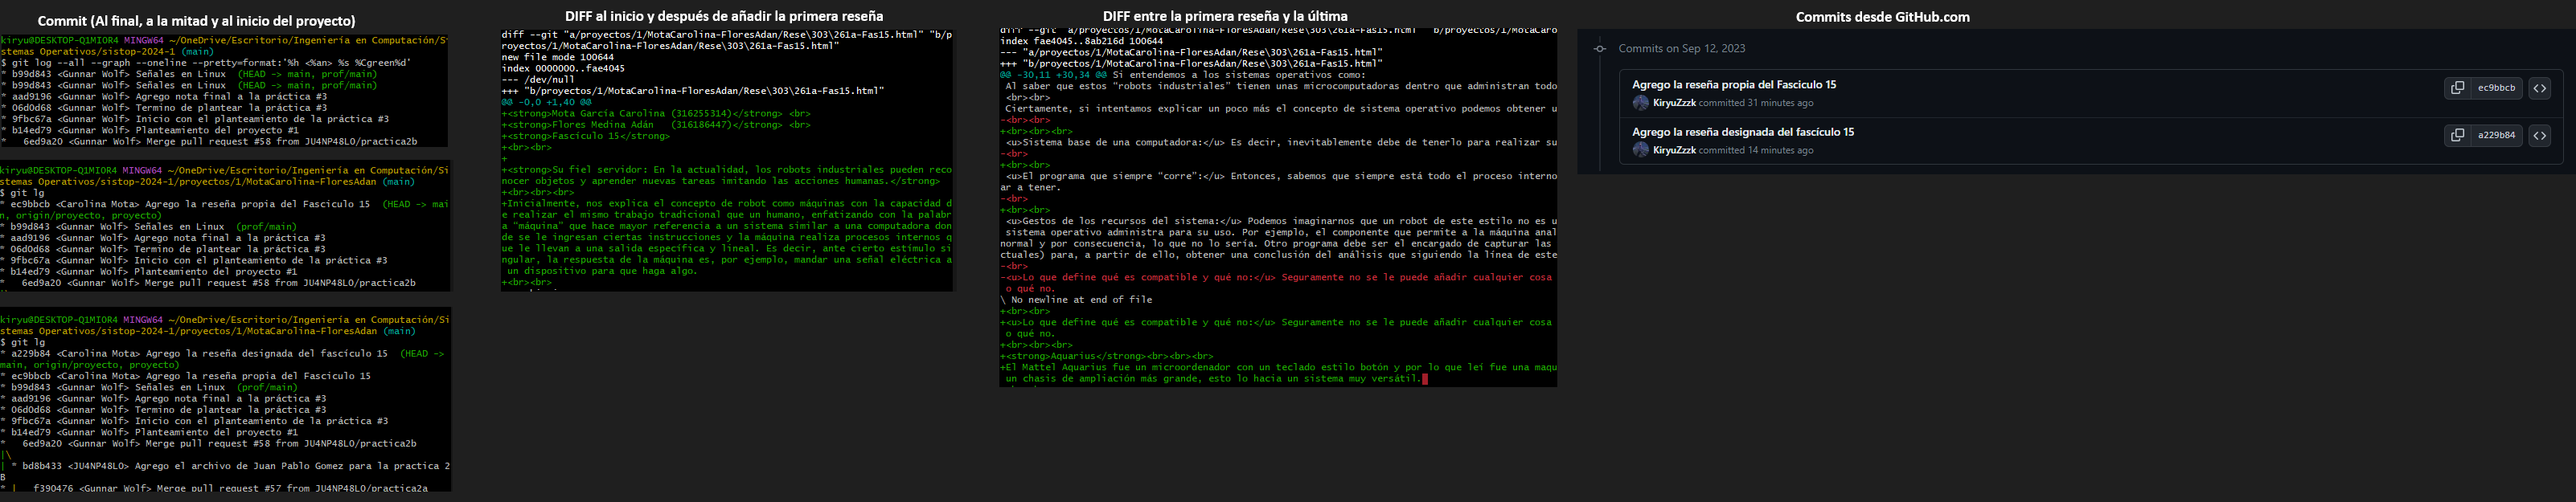 Commit (Al final, a la mitad y al inicio del proyecto)
kiryu@DESKTOP-Q1MIOR4 MINGW64 ~/OneDrive/Escritorio/Ingeniería en Computación/Si
stemas Operativos/sistop-2024-1 (main)
$ git log --all --graph --oneline --pretty=format:'%h <%an> %s %Cgreen%d'
* b99d843 <Gunnar Wolf> Señales en Linux  (HEAD -> main, prof/main)
* b99d843 <Gunnar Wolf> Señales en Linux  (HEAD -> main, prof/main)
* aad9196 <Gunnar Wolf> Agrego nota final a la práctica #3
* 06d0d68 <Gunnar Wolf> Termino de plantear la práctica #3
* 9fbc67a <Gunnar Wolf> Inicio con el planteamiento de la práctica #3
* b14ed79 <Gunnar Wolf> Planteamiento del proyecto #1
*   6ed9a20 <Gunnar Wolf> Merge pull request #58 from JU4NP48LO/practica2b
kiryu@DESKTOP-Q1MIOR4 MINGW64 ~/OneDrive/Escritorio/Ingeniería en Computación/Si
stemas Operativos/sistop-2024-1/proyectos/1/MotaCarolina-FloresAdan (main)
$ git lg
* ec9bbcb <Carolina Mota> Agrego la reseña propia del Fasciculo 15  (HEAD -> mai
n, origin/proyecto, proyecto)
* b99d843 <Gunnar Wolf> Señales en Linux  (prof/main)
* aad9196 <Gunnar Wolf> Agrego nota final a la práctica #3
* 06d0d68 <Gunnar Wolf> Termino de plantear la práctica #3
* 9fbc67a <Gunnar Wolf> Inicio con el planteamiento de la práctica #3
* b14ed79 <Gunnar Wolf> Planteamiento del proyecto #1
*   6ed9a20 <Gunnar Wolf> Merge pull request #58 from JU4NP48LO/practica2b
kiryu@DESKTOP-Q1MIOR4 MINGW64 ~/OneDrive/Escritorio/Ingeniería en Computación/Si
stemas Operativos/sistop-2024-1/proyectos/1/MotaCarolina-FloresAdan (main)
$ git lg
* a229b84 <Carolina Mota> Agrego la reseña designada del fascículo 15  (HEAD ->
main, origin/proyecto, proyecto)
* ec9bbcb <Carolina Mota> Agrego la reseña propia del Fasciculo 15
* b99d843 <Gunnar Wolf> Señales en Linux  (prof/main)
* aad9196 <Gunnar Wolf> Agrego nota final a la práctica #3
* 06d0d68 <Gunnar Wolf> Termino de plantear la práctica #3
* 9fbc67a <Gunnar Wolf> Inicio con el planteamiento de la práctica #3
* b14ed79 <Gunnar Wolf> Planteamiento del proyecto #1
*   6ed9a20 <Gunnar Wolf> Merge pull request #58 from JU4NP48LO/practica2b
|\
| * bd8b433 <JU4NP48LO> Agrego el archivo de Juan Pablo Gomez para la practica 2
B
* |   f390476 <Gunnar Wolf> Merge pull request #57 from JU4NP48LO/practica2a
DIFF al inicio y después de añadir la primera reseña
diff --git "a/proyectos/1/MotaCarolina-FloresAdan/Rese\303\261a-Fas15.html" "b/p
royectos/1/MotaCarolina-FloresAdan/Rese\303\261a-Fas15.html"
new file mode 100644
index 0000000..fae4045
--- /dev/null
+++ "b/proyectos/1/MotaCarolina-FloresAdan/Rese\303\261a-Fas15.html"
@@ -0,0 +1,40 @@
+<strong>Mota García Carolina (316255314)</strong> <br>
+<strong>Flores Medina Adán   (316186447)</strong> <br>
+<strong>Fascículo 15</strong>
+<br><br>
+
+<strong>Su fiel servidor: En la actualidad, los robots industriales pueden reco
nocer objetos y aprender nuevas tareas imitando las acciones humanas.</strong>
+<br><br><br>
+Inicialmente, nos explica el concepto de robot como máquinas con la capacidad d
e realizar el mismo trabajo tradicional que un humano, enfatizando con la palabr
a "máquina" que hace mayor referencia a un sistema similar a una computadora don
de se le ingresan ciertas instrucciones y la máquina realiza procesos internos q
ue le llevan a una salida específica y lineal. Es decir, ante cierto estímulo si
ngular, la respuesta de la máquina es, por ejemplo, mandar una señal eléctrica a
 un dispositivo para que haga algo.
+<br><br>
DIFF entre la primera reseña y la última
diff --git "a/proyectos/1/MotaCarolina-FloresAdan/Rese\303\261a-Fas15.html" "b/proyectos/1/MotaCaro
index fae4045..8ab216d 100644
--- "a/proyectos/1/MotaCarolina-FloresAdan/Rese\303\261a-Fas15.html"
+++ "b/proyectos/1/MotaCarolina-FloresAdan/Rese\303\261a-Fas15.html"
@@ -30,11 +30,34 @@ Si entendemos a los sistemas operativos como:
 Al saber que estos "robots industriales" tienen unas microcomputadoras dentro que administran todo
 <br><br>
 Ciertamente, si intentamos explicar un poco más el concepto de sistema operativo podemos obtener u
-<br><br>
+<br><br><br>
 <u>Sistema base de una computadora:</u> Es decir, inevitablemente debe de tenerlo para realizar su
-<br>
+<br><br>
 <u>El programa que siempre "corre":</u> Entonces, sabemos que siempre está todo el proceso interno
ar a tener.
-<br>
+<br><br>
 <u>Gestos de los recursos del sistema:</u> Podemos imaginarnos que un robot de este estilo no es u
 sistema operativo administra para su uso. Por ejemplo, el componente que permite a la máquina anal
normal y por consecuencia, lo que no lo sería. Otro programa debe ser el encargado de capturar las
ctuales) para, a partir de ello, obtener una conclusión del análisis que siguiendo la línea de este
-<br>
-<u>Lo que define qué es compatible y qué no:</u> Seguramente no se le puede añadir cualquier cosa
 o qué no.
\ No newline at end of file
+<br><br>
+<u>Lo que define qué es compatible y qué no:</u> Seguramente no se le puede añadir cualquier cosa
 o qué no.
+<br><br><br>
+<strong>Aquarius</strong><br><br><br>
+El Mattel Aquarius fue un microordenador con un teclado estilo botón y por lo que leí fue una maqu
 un chasis de ampliación más grande, esto lo hacia un sistema muy versátil.
Commits desde GitHub.com
Commits on Sep 12, 2023
Agrego la reseña propia del Fasciculo 15
KiryuZzzk committed 31 minutes ago
ec9bbcb
Agrego la reseña designada del fascículo 15
KiryuZzzk committed 14 minutes ago
a229b84